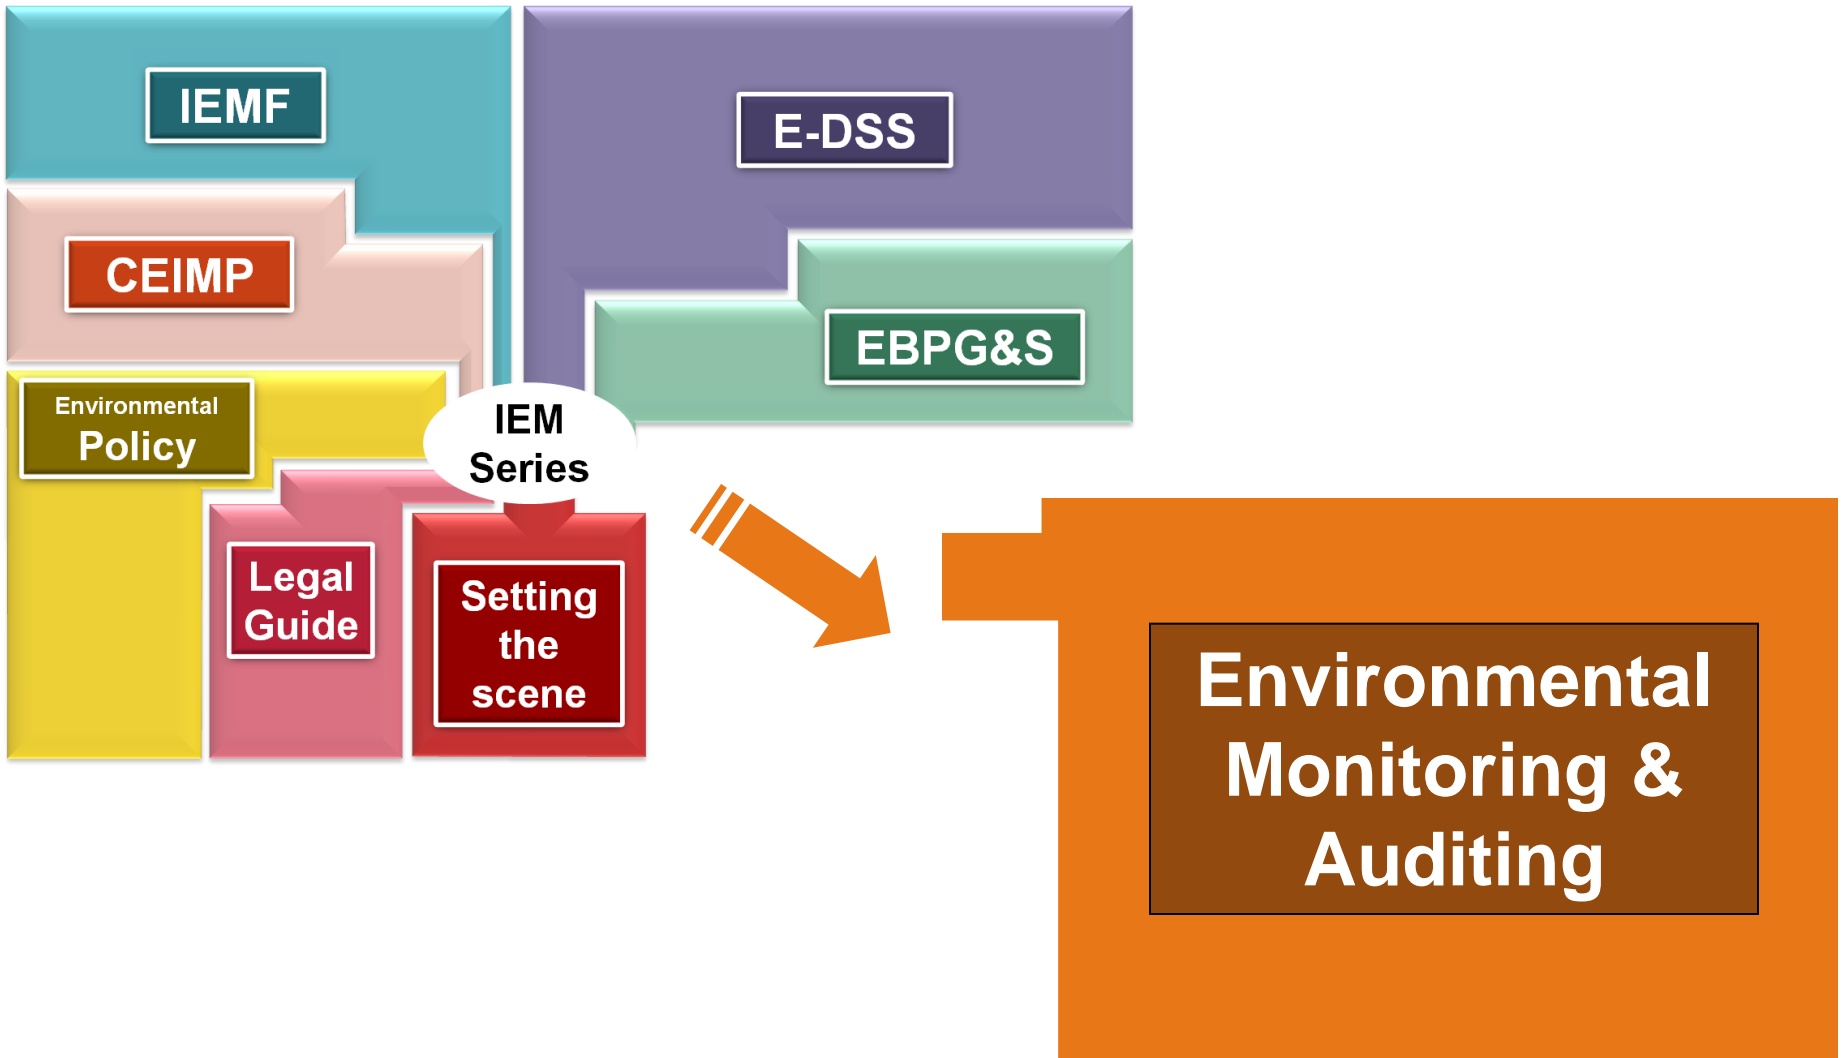 IEMF
E-DSS
CEIMP
EBPG&S
Environmental
Policy
IEM
Series
Legal
Guide
Setting
the
scene
Environmental
Monitoring &
Auditing